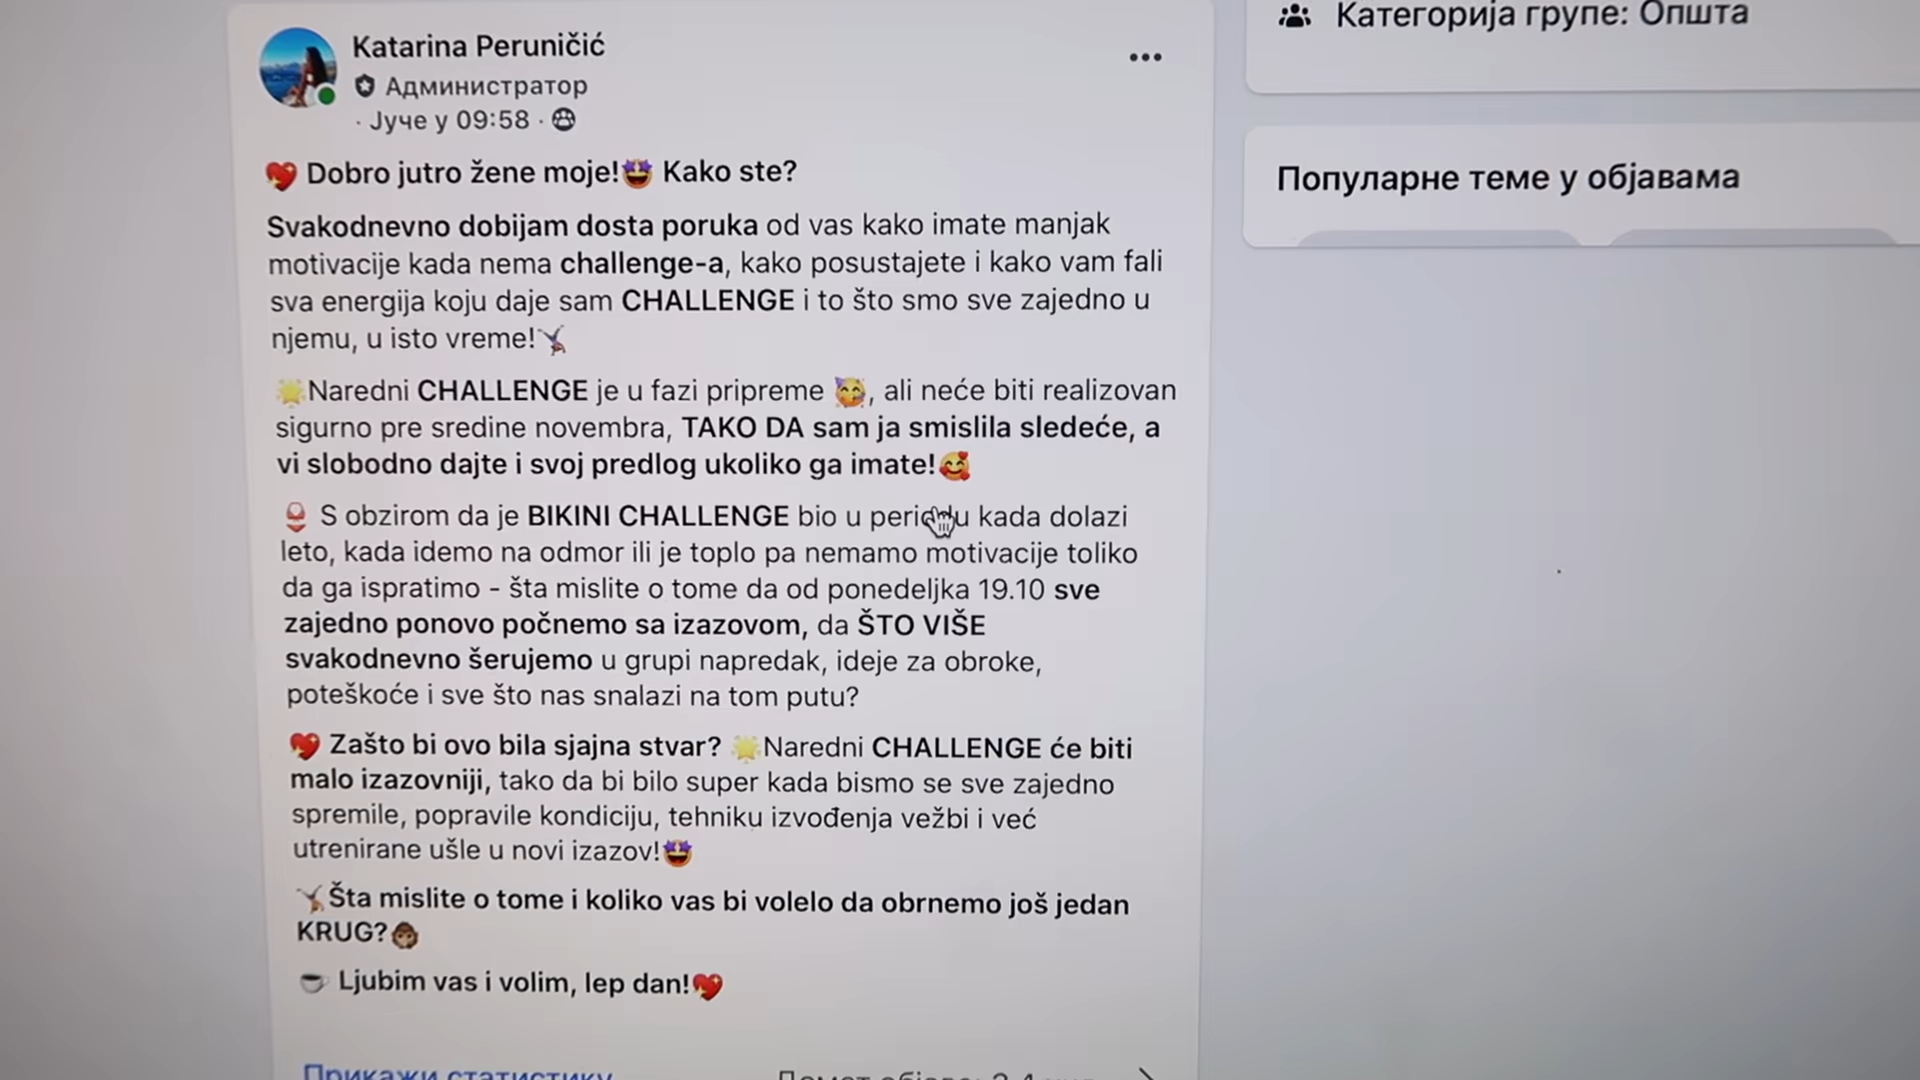 Katarina Peruničić
Администратор
· Јуче у 09:58 ·
Dobro jutro žene moje! Kako ste?
Svakodnevno dobijam dosta poruka od vas kako imate manjak
motivacije kada nema challenge-a, kako posustajete i kako vam fali
sva energija koju daje sam CHALLENGE i to što smo sve zajedno u
njemu, u isto vreme!
Naredni CHALLENGE je u fazi pripreme , ali neće biti realizovan
sigurno pre sredine novembra, TAKO DA sam ja smislila sledeće, a
vi slobodno dajte i svoj predlog ukoliko ga imate!
S obzirom da je BIKINI CHALLENGE bio u periodu kada dolazi
leto, kada idemo na odmor ili je toplo pa nemamo motivacije toliko
da ga ispratimo - šta mislite o tome da od ponedeljka 19.10 sve
zajedno ponovo počnemo sa izazovom, da ŠTO VIŠE
svakodnevno šerujemo u grupi napredak, ideje za obroke,
poteškoće i sve što nas snalazi na tom putu?
Zašto bi ovo bila sjajna stvar? Naredni CHALLENGE će biti
malo izazovniji, tako da bi bilo super kada bismo se sve zajedno
spremile, popravile kondiciju, tehniku izvođenja vežbi i već
utrenirane ušle u novi izazov!
Šta mislite o tome i koliko vas bi volelo da obrnemo još jedan
KRUG?
Ljubim vas i volim, lep dan!
Прикажи статистику
Категорија групе: Општа
Популарне теме у објавама